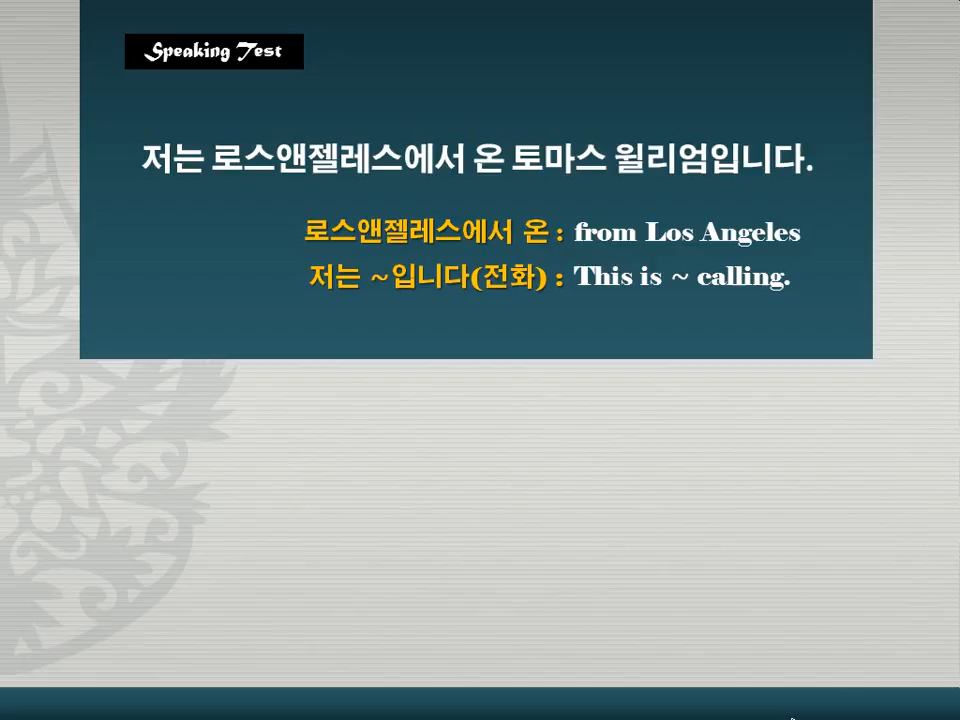 Speaking Test
저는 로스앤젤레스에서 온 토마스 윌리엄입니다.
로스앤젤레스에서 온 : from Los Angeles
저는 ~입니다(전화) : This is ~ calling.